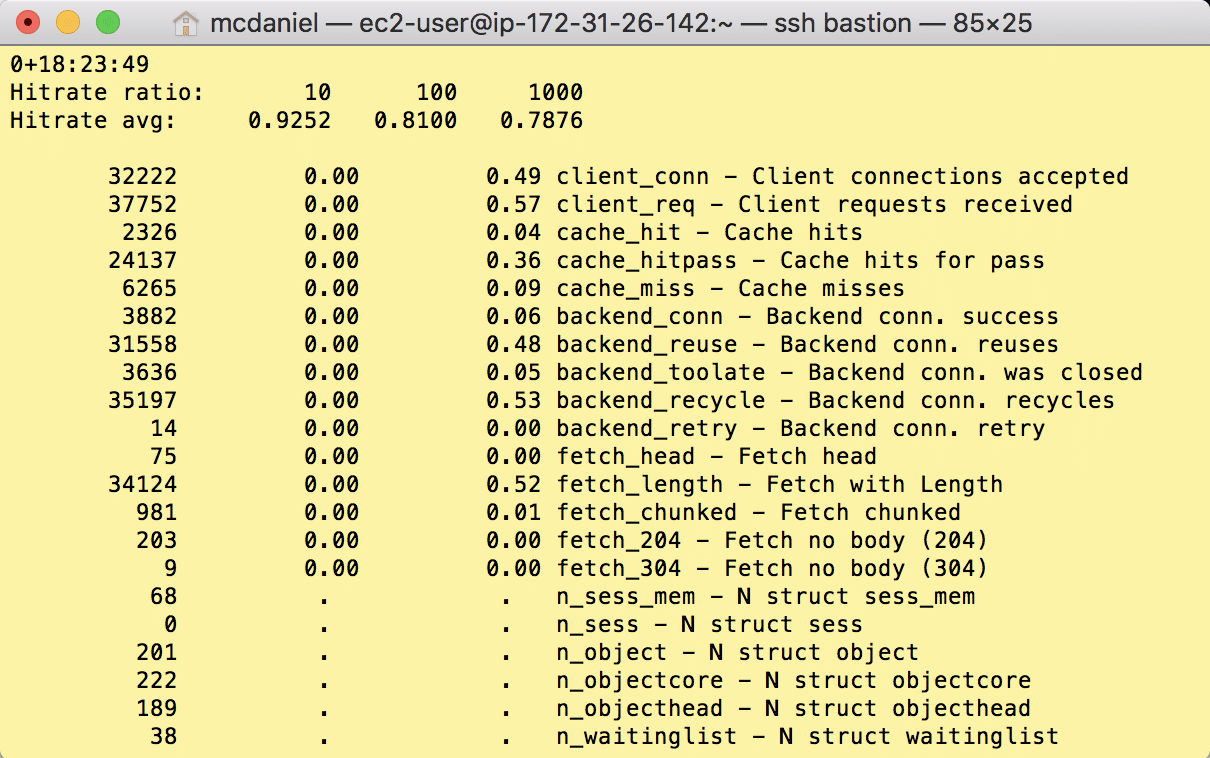 mcdaniel — ec2-user@ip-172-31-26-142:~ — ssh bastion — 85×25
0+18:23:49
Hitrate ratio:       10      100     1000
Hitrate avg:     0.9252   0.8100   0.7876
       32222         0.00         0.49 client_conn - Client connections accepted
       37752         0.00         0.57 client_req - Client requests received
        2326         0.00         0.04 cache_hit - Cache hits
       24137         0.00         0.36 cache_hitpass - Cache hits for pass
        6265         0.00         0.09 cache_miss - Cache misses
        3882         0.00         0.06 backend_conn - Backend conn. success
       31558         0.00         0.48 backend_reuse - Backend conn. reuses
        3636         0.00         0.05 backend_toolate - Backend conn. was closed
       35197         0.00         0.53 backend_recycle - Backend conn. recycles
          14         0.00         0.00 backend_retry - Backend conn. retry
          75         0.00         0.00 fetch_head - Fetch head
       34124         0.00         0.52 fetch_length - Fetch with Length
         981         0.00         0.01 fetch_chunked - Fetch chunked
         203         0.00         0.00 fetch_204 - Fetch no body (204)
           9         0.00         0.00 fetch_304 - Fetch no body (304)
          68          .            .   n_sess_mem - N struct sess_mem
           0          .            .   n_sess - N struct sess
         201          .            .   n_object - N struct object
         222          .            .   n_objectcore - N struct objectcore
         189          .            .   n_objecthead - N struct objecthead
          38          .            .   n_waitinglist - N struct waitinglist